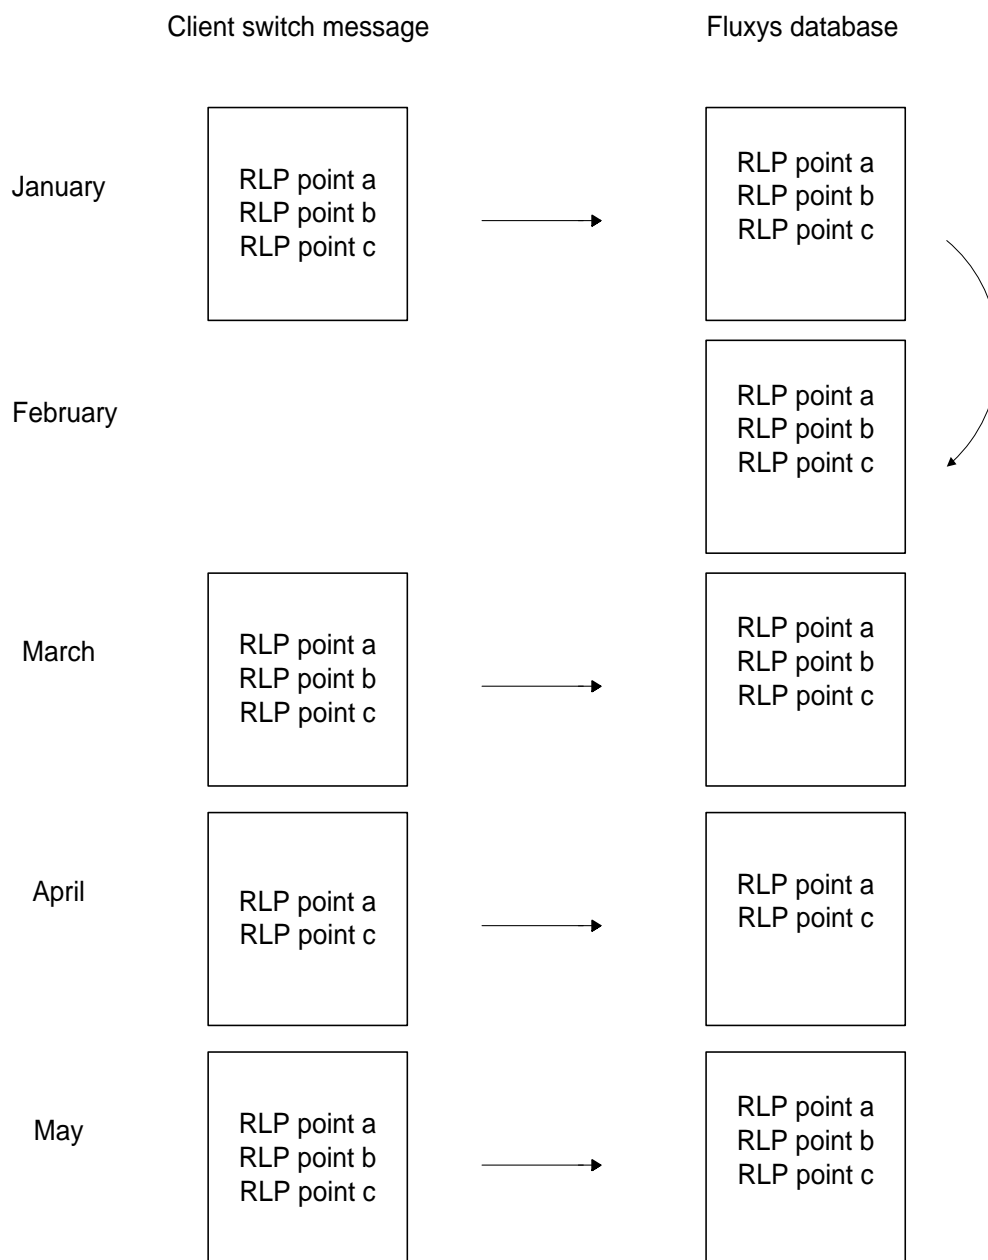 Client switch message
Fluxys database
January
RLP point a
RLP point b
RLP point c
RLP point a
RLP point b
RLP point c
February
RLP point a
RLP point b
RLP point c
March
RLP point a
RLP point b
RLP point c
RLP point a
RLP point b
RLP point c
April
RLP point a
RLP point c
RLP point a
RLP point c
May
RLP point a
RLP point b
RLP point c
RLP point a
RLP point b
RLP point c